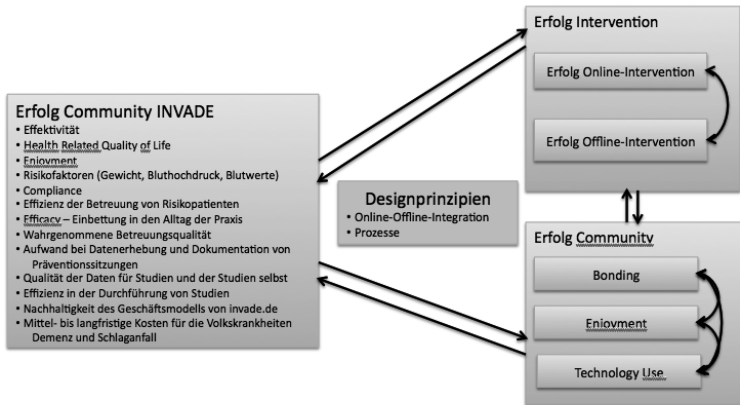 Erfolg Community INVADE
• Effektivität
• Health Related Quality of Life
• Enjoyment
• Risikofaktoren (Gewicht, Bluthochdruck, Blutwerte)
• Compliance
• Effizienz der Betreuung von Risikopatienten
• Efficacy – Einbettung in den Alltag der Praxis
• Wahrgenommene Betreuungsqualität
• Aufwand bei Datenerhebung und Dokumentation von
Präventionssitzungen
• Qualität der Daten für Studien und der Studien selbst
• Effizienz in der Durchführung von Studien
• Nachhaltigkeit des Geschäftsmodells von invade.de
• Mittel- bis langfristige Kosten für die Volkskrankheiten
Demenz und Schlaganfall
Designprinzipien
• Online-Offline-Integration
• Prozesse
Erfolg Intervention
Erfolg Online-Intervention
Erfolg Offline-Intervention
Erfolg Community
Bonding
Enjoyment
Technology Use